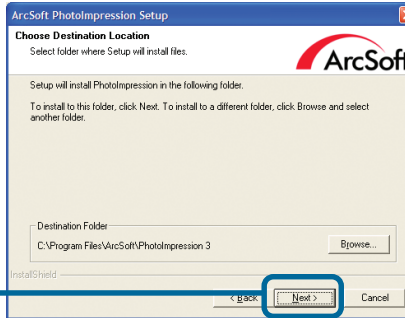 ArcSoft PhotoImpression Setup
Choose Destination Location
Select folder where Setup will install files.
ArcSoft
Setup will install PhotoImpression in the following folder.
To install to this folder, click Next. To install to a different folder, click Browse and select
another folder.
Destination Folder
C:\Program Files\ArcSoft\PhotoImpression 3
Browse...
InstallShield
< Back
Next >
Cancel